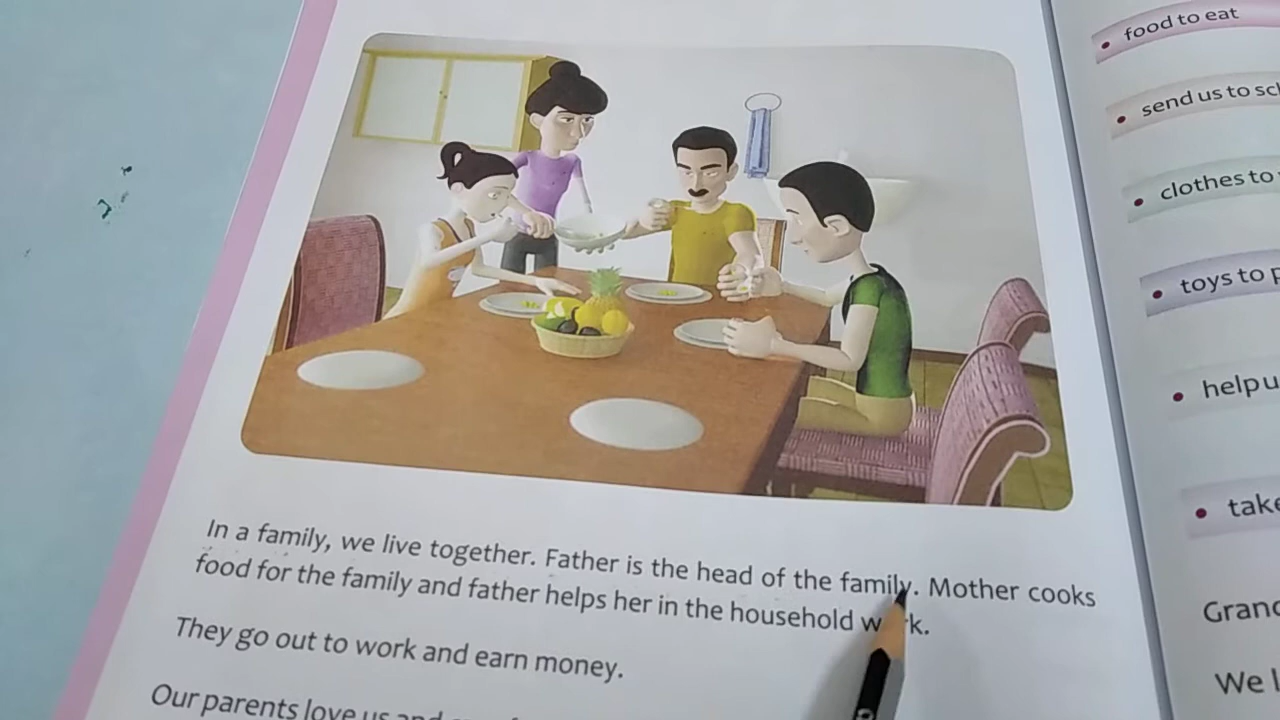 In a family, we live together. Father is the head of the family. Mother cooks
food for the family and father helps her in the household
They go out to work and earn money.
Our parents love us and
food to eat
send us to
clothes to
toys to
help
take
We